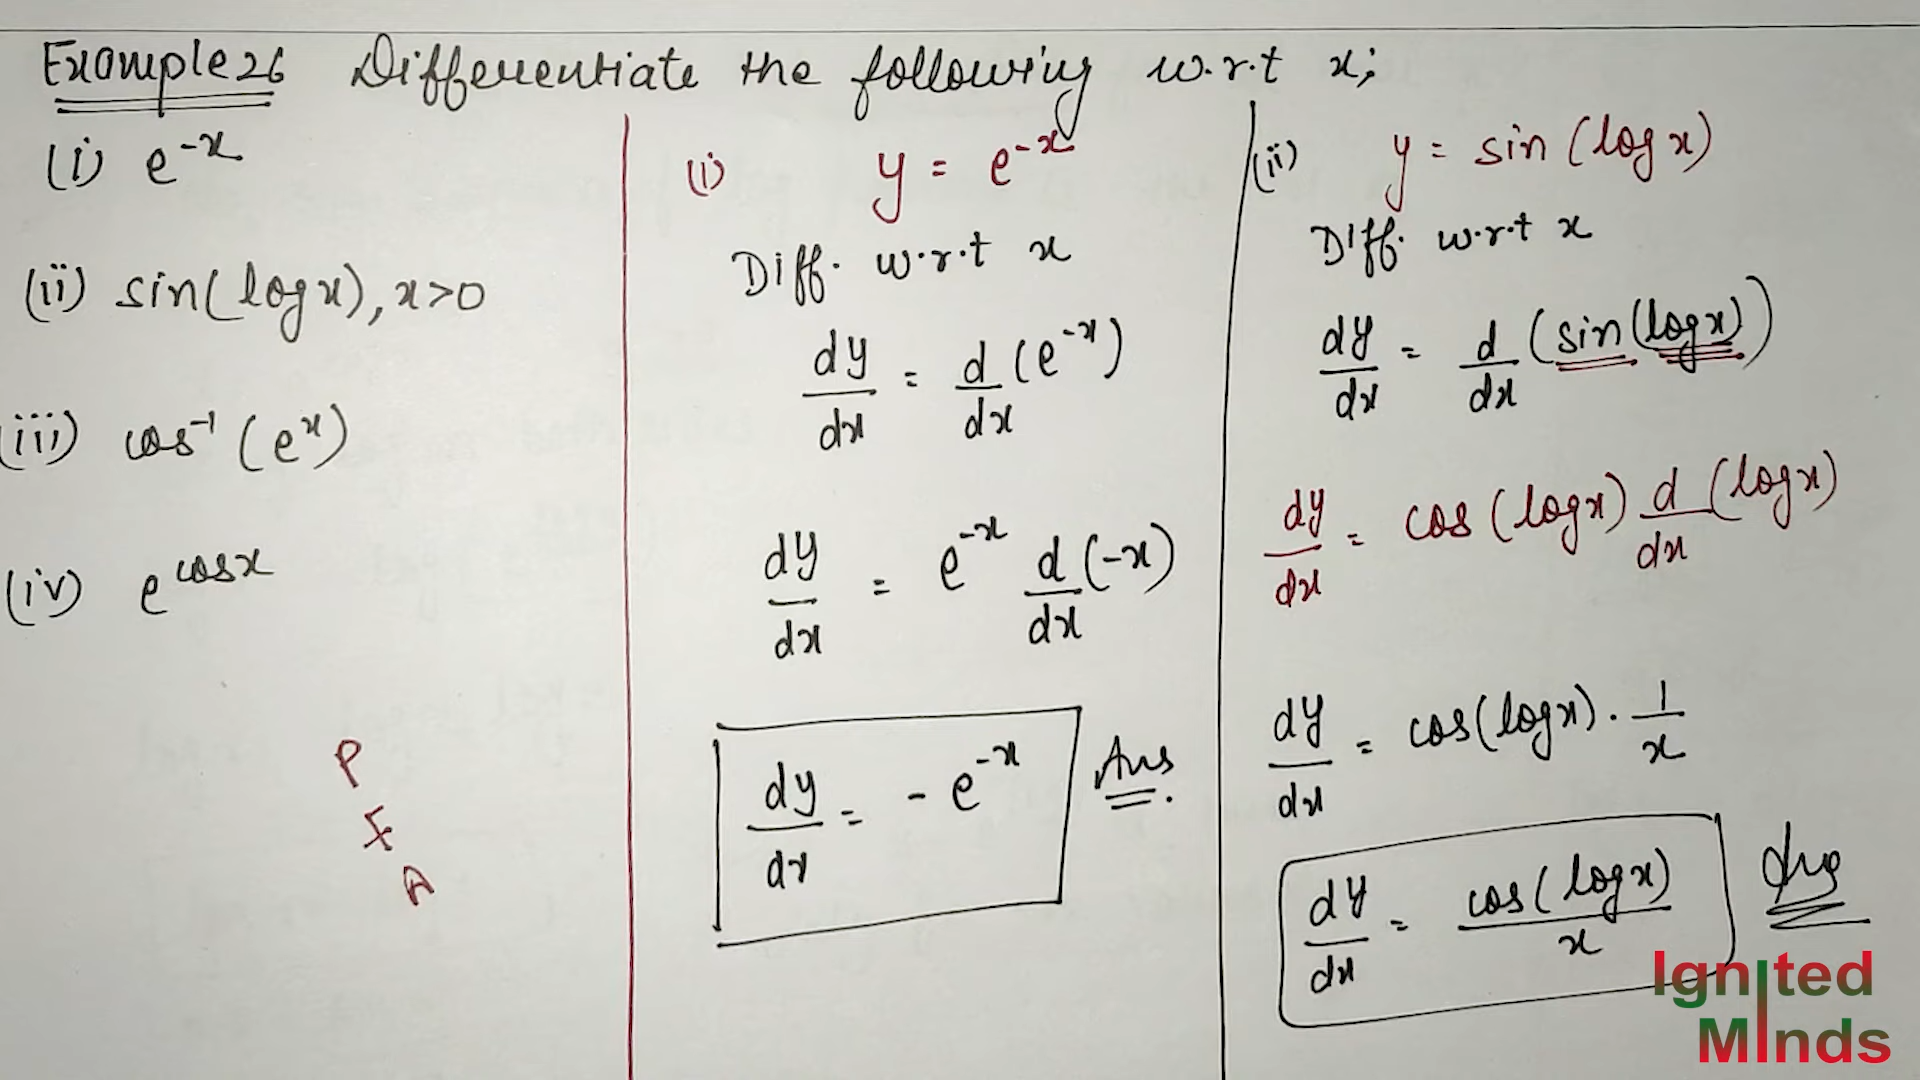 Example 26 Differentiate the following w.r.t x;
(i) e^-x
(ii) sin(log x), x>0
(iii) cos^-1 (e^x)
(iv) e^cosx
P
I
A
(i) y = e^-x
Diff. w.r.t x
dy/dx = d/dx (e^-x)
dy/dx = e^-x d/dx (-x)
dy/dx = - e^-x Ans.
(ii) y = sin (log x)
Diff. w.r.t x
dy/dx = d/dx (sin(log x))
dy/dx = cos (log x) d/dx (log x)
dy/dx = cos(log x) . 1/x
dy/dx = cos(log x)/x Ans
Ignited
Minds